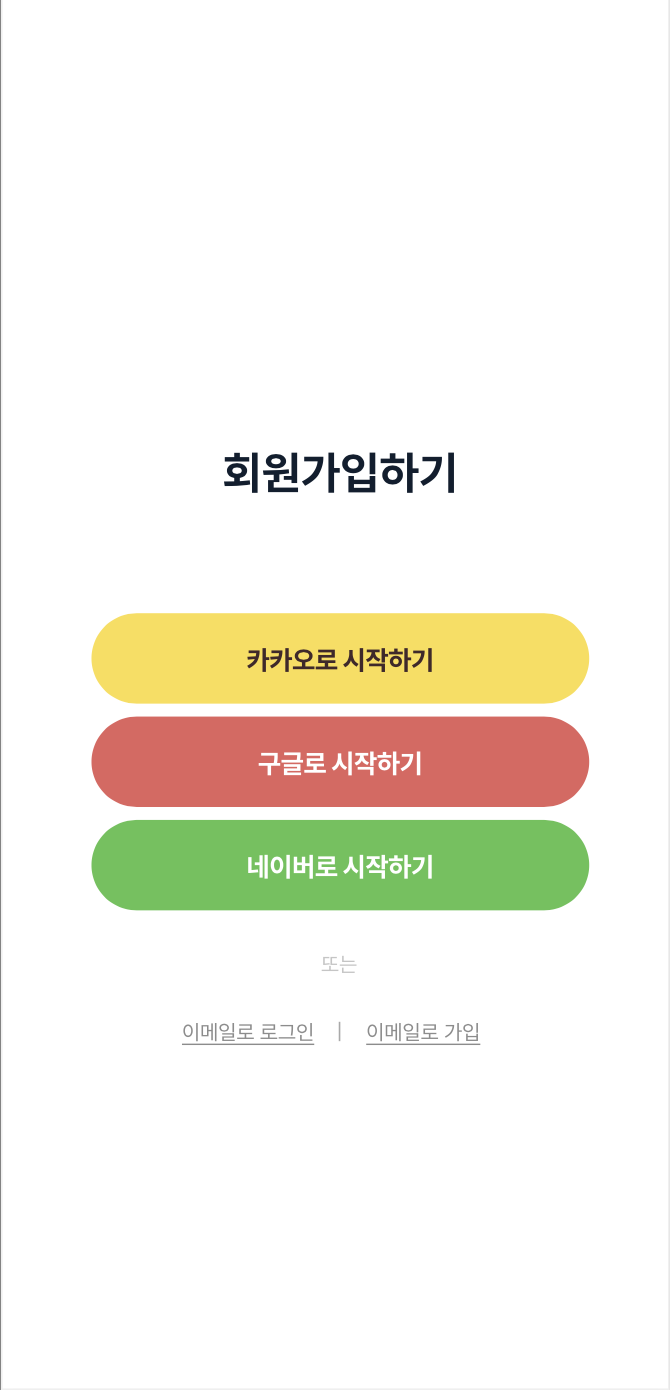 회원가입하기
카카오로 시작하기
구글로 시작하기
네이버로 시작하기
또는
이메일로 로그인 | 이메일로 가입